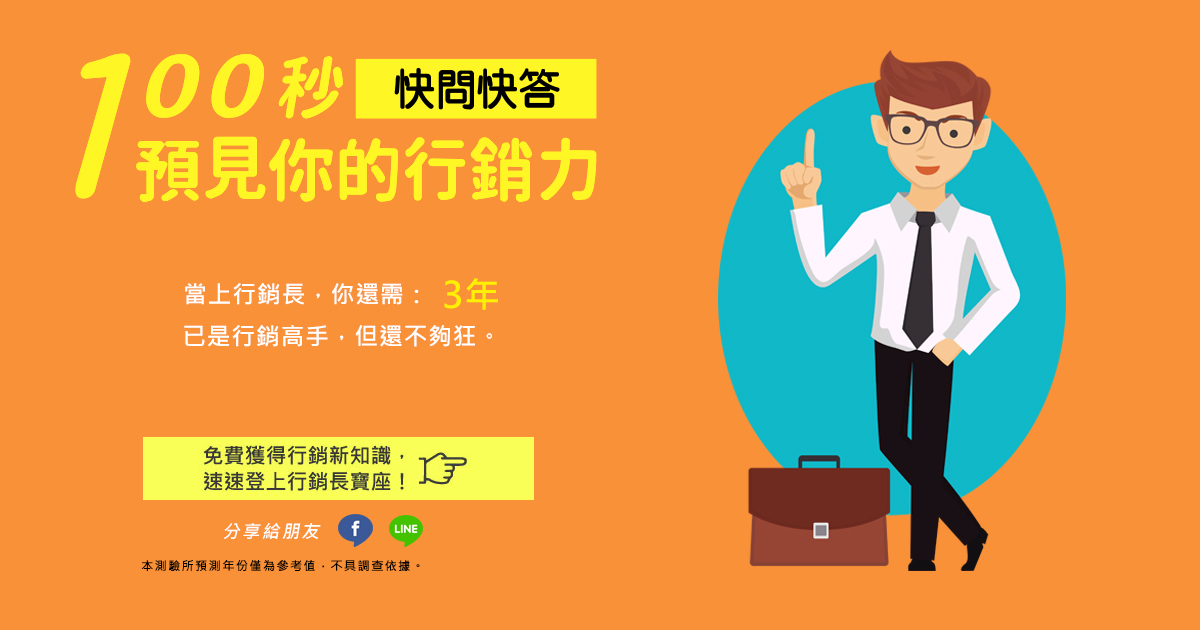 100秒 快問快答
預見你的行銷力
當上行銷長，你還需： 3年
已是行銷高手，但還不夠狂。
免費獲得行銷新知識，
速速登上行銷長寶座！
分享給朋友 f LINE
本測驗所預測年份僅為參考值，不具調查依據。